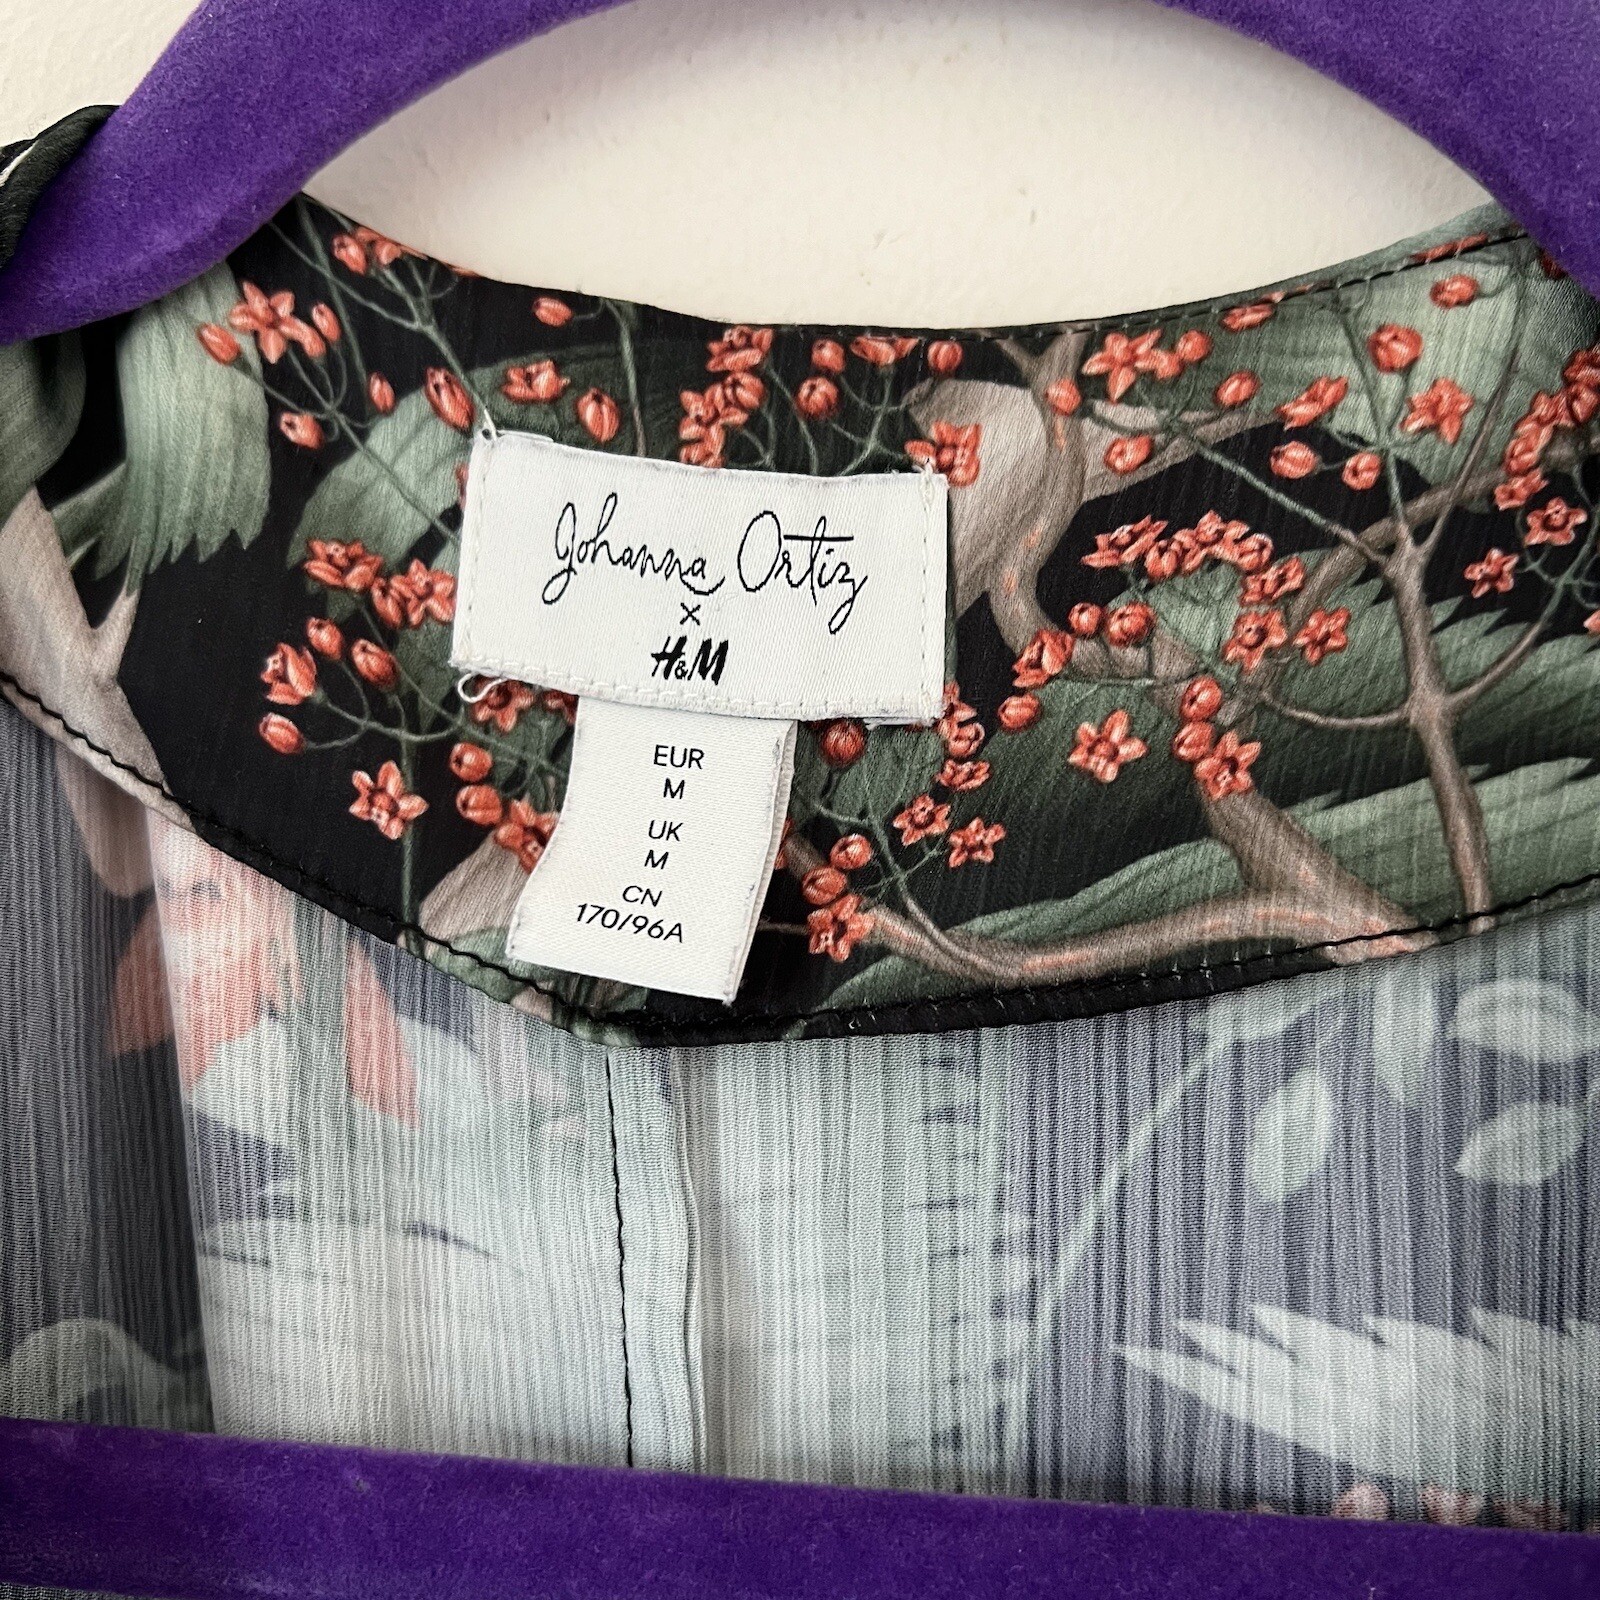 Johanna Ortiz
x
H&M
EUR
M
UK
M
CN
170/96A